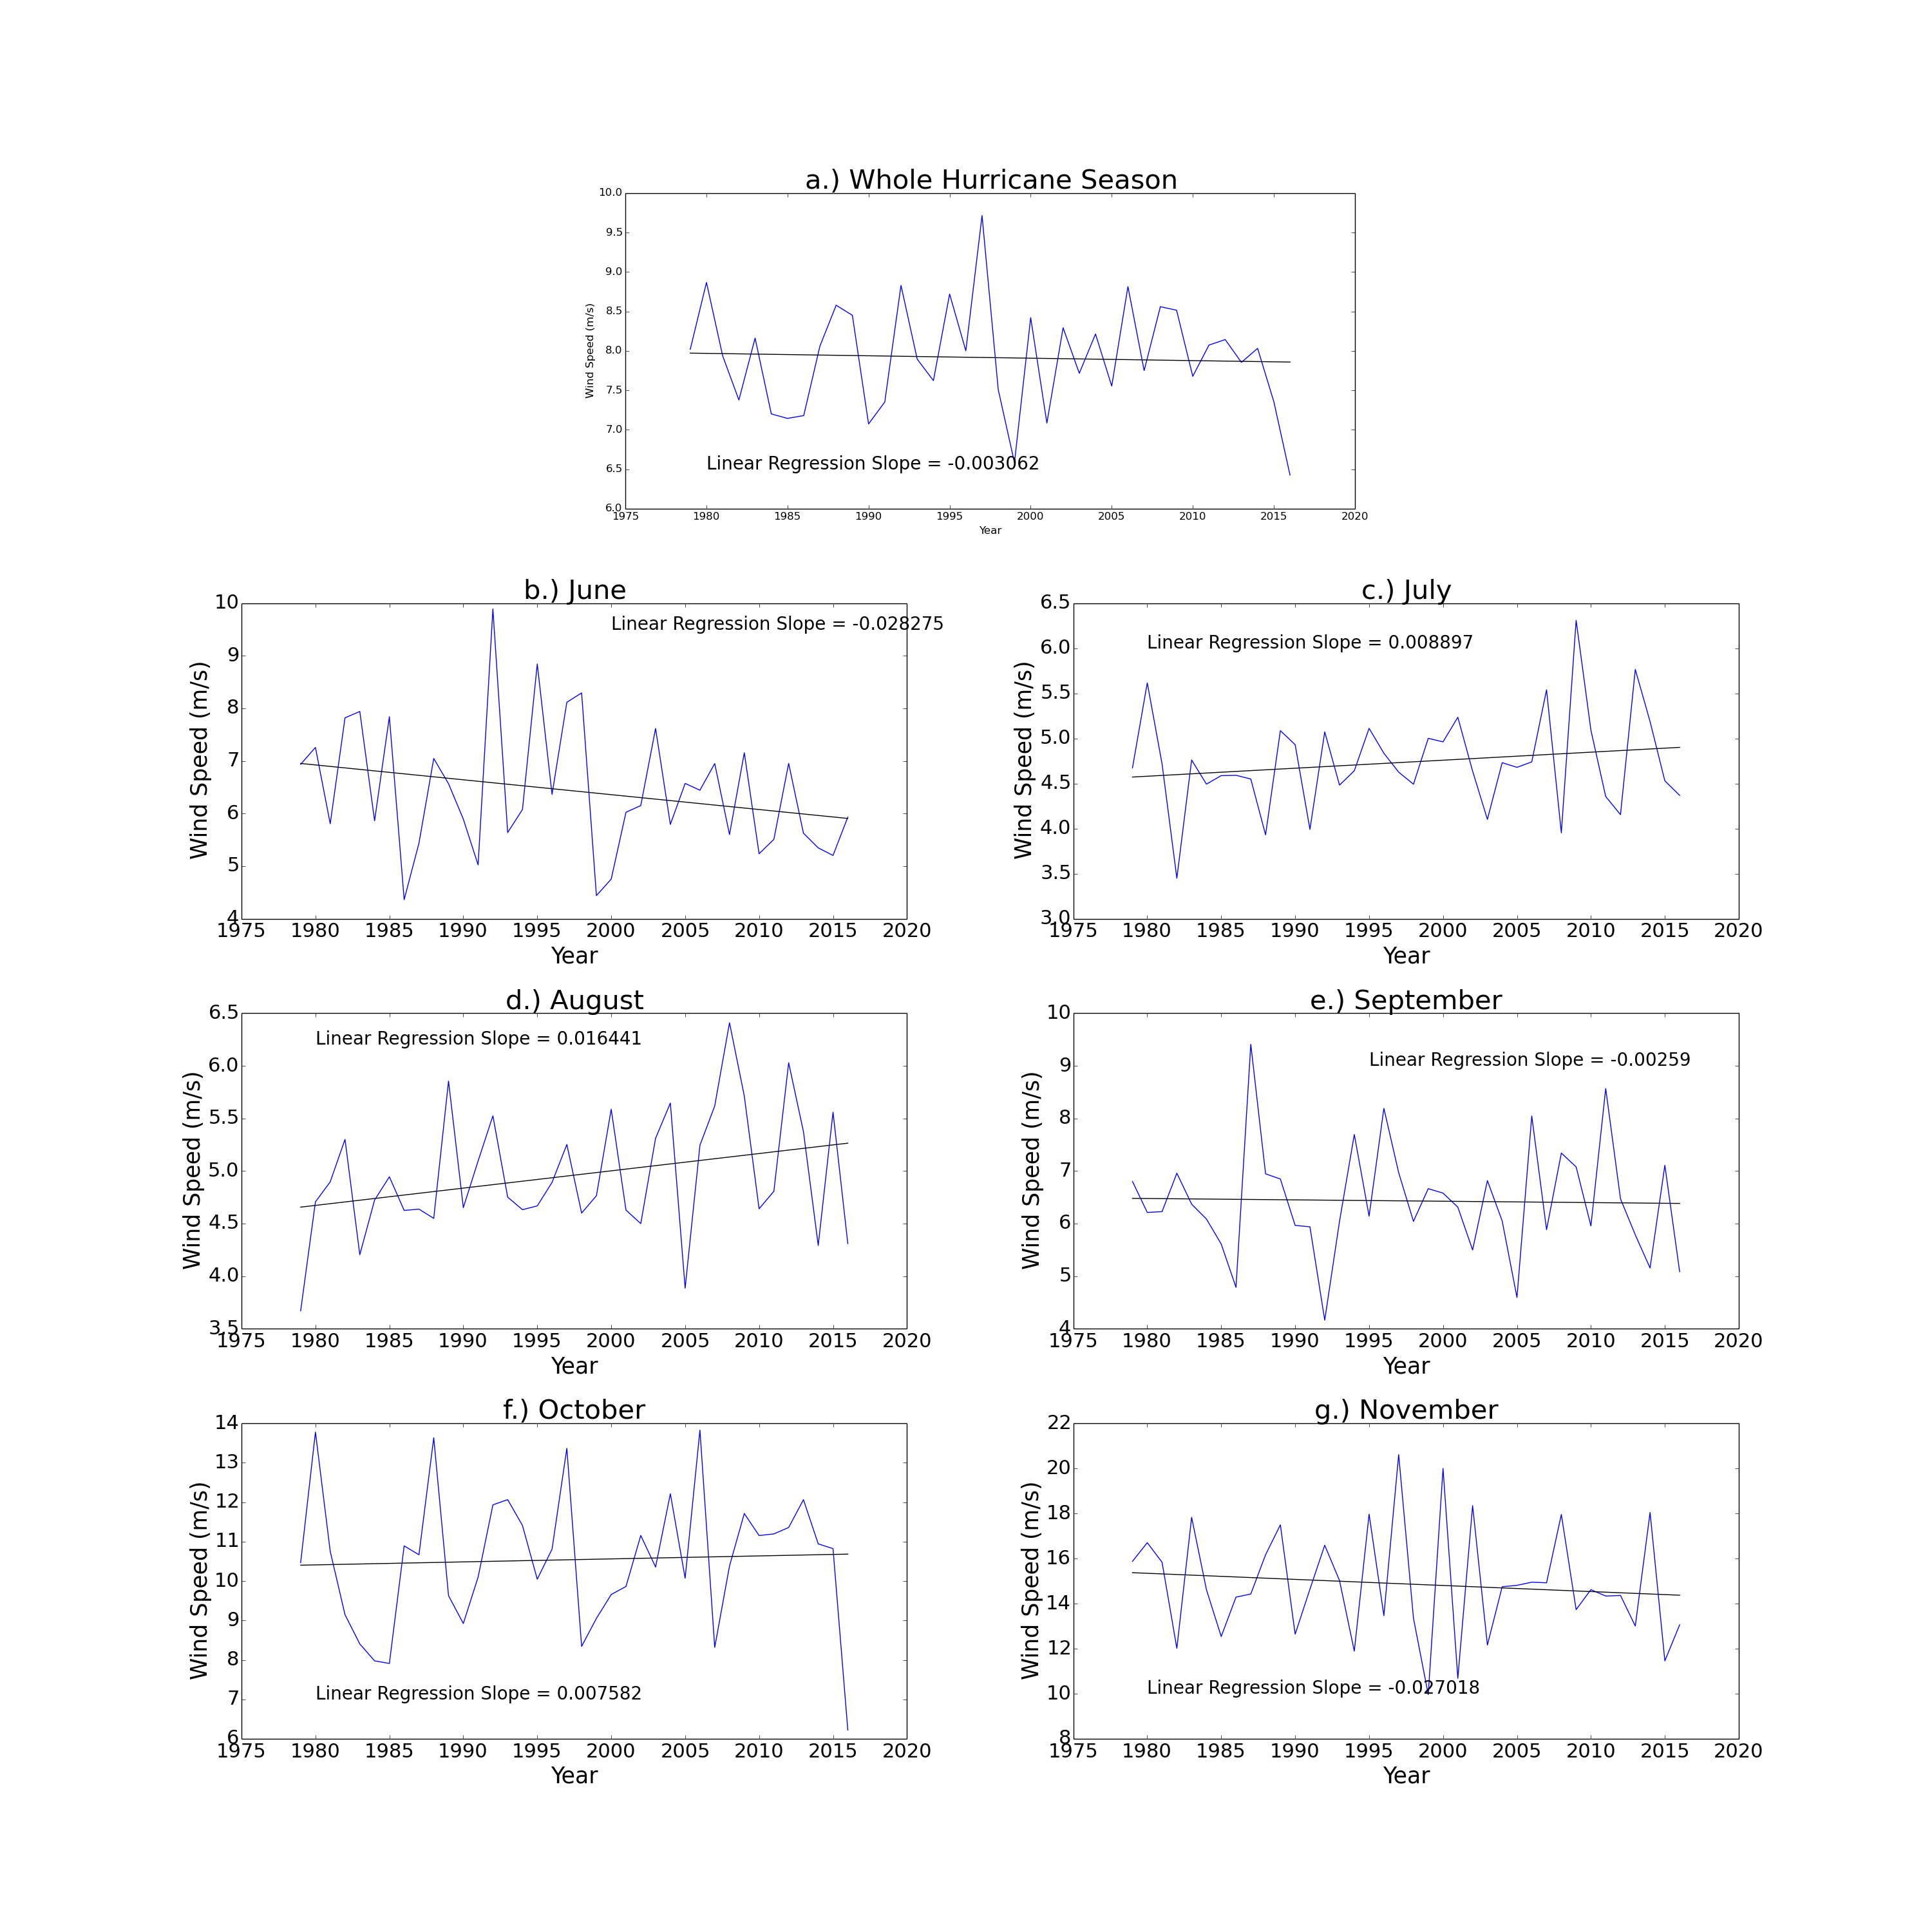 a.) Whole Hurricane Season
10.0
9.5
9.0
8.5
8.0
7.5
7.0
6.5
6.0
Wind Speed (m/s)
Linear Regression Slope = -0.003062
1975 1980 1985 1990 1995 2000 2005 2010 2015 2020
Year
b.) June
10
9
8
7
6
5
4
Wind Speed (m/s)
Linear Regression Slope = -0.028275
1975 1980 1985 1990 1995 2000 2005 2010 2015 2020
Year
c.) July
6.5
6.0
5.5
5.0
4.5
4.0
3.5
3.0
Wind Speed (m/s)
Linear Regression Slope = 0.008897
1975 1980 1985 1990 1995 2000 2005 2010 2015 2020
Year
d.) August
6.5
6.0
5.5
5.0
4.5
4.0
3.5
Wind Speed (m/s)
Linear Regression Slope = 0.016441
1975 1980 1985 1990 1995 2000 2005 2010 2015 2020
Year
e.) September
10
9
8
7
6
5
4
Wind Speed (m/s)
Linear Regression Slope = -0.00259
1975 1980 1985 1990 1995 2000 2005 2010 2015 2020
Year
f.) October
14
13
12
11
10
9
8
7
6
Wind Speed (m/s)
Linear Regression Slope = 0.007582
1975 1980 1985 1990 1995 2000 2005 2010 2015 2020
Year
g.) November
22
20
18
16
14
12
10
8
Wind Speed (m/s)
Linear Regression Slope = -0.027018
1975 1980 1985 1990 1995 2000 2005 2010 2015 2020
Year